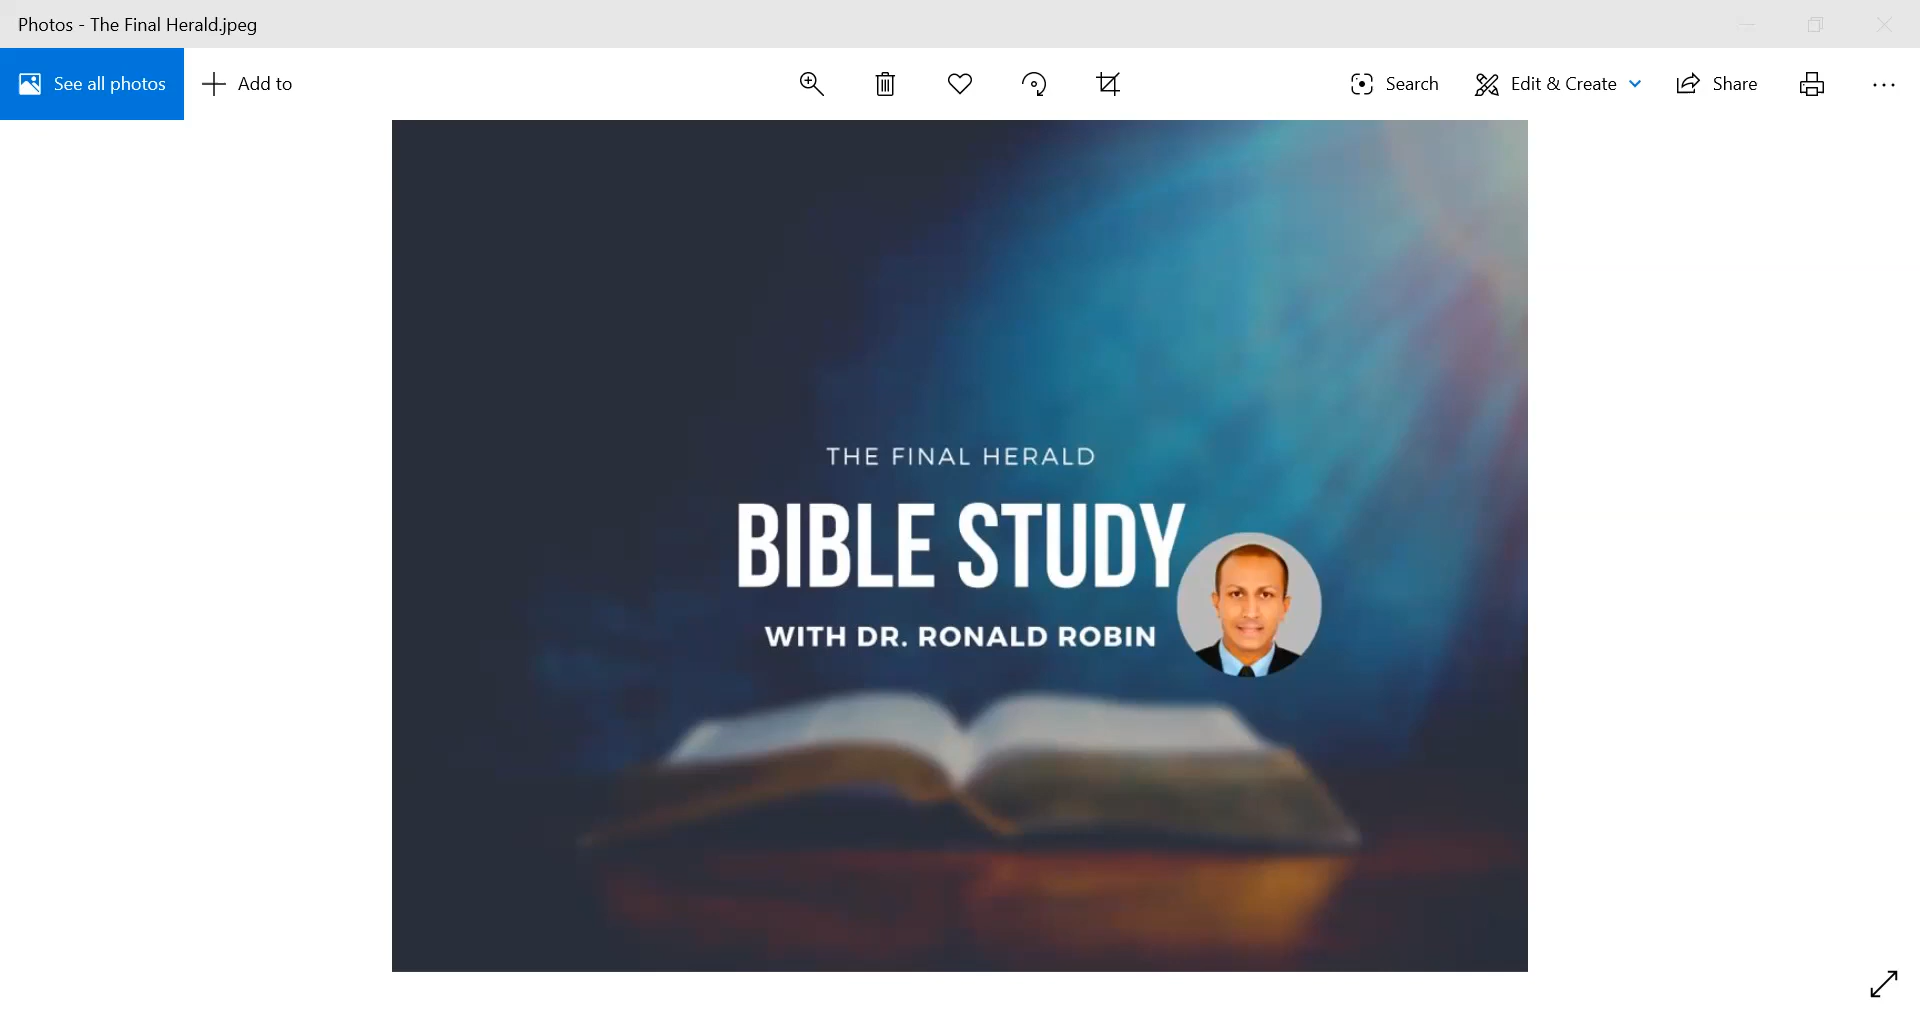 Photos - The Final Herald.jpeg
See all photos
Add to
Search
Edit & Create
Share
THE FINAL HERALD
BIBLE STUDY
WITH DR. RONALD ROBIN